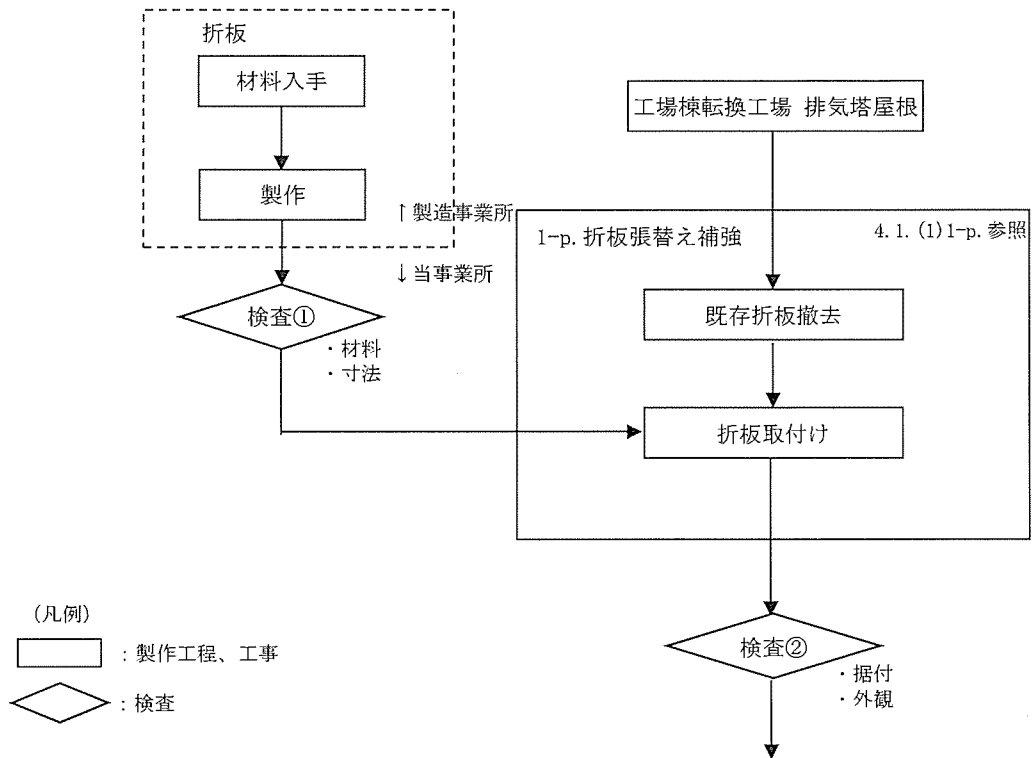 折板
材料入手
製作
↑製造事業所
↓当事業所
検査①
・材料
・寸法
工場棟転換工場 排気塔屋根
1-p.折板張替え補強
4.1.(1)1-p.参照
既存折板撤去
折板取付け
検査②
・据付
・外観
(凡例)
:製作工程、工事
:検査